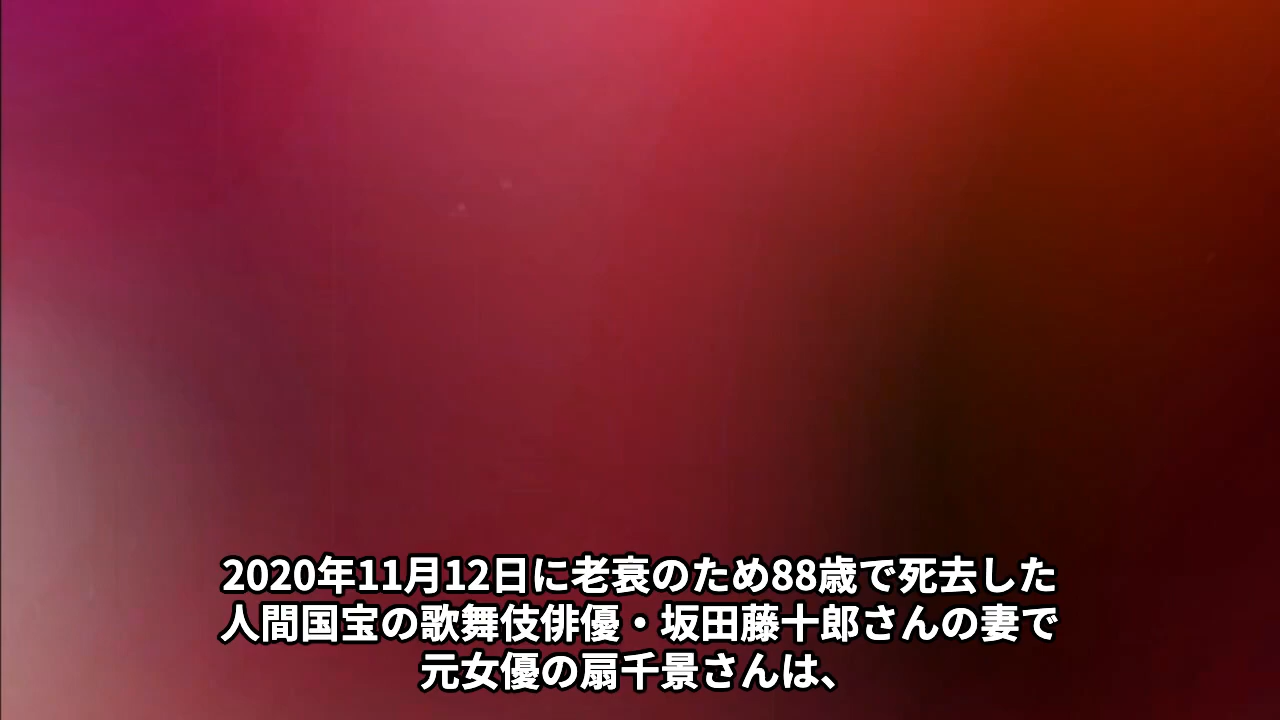 2020年11月12日に老衰のため88歳で死去した
人間国宝の歌舞伎俳優・坂田藤十郎さんの妻で
元女優の扇千景さんは、